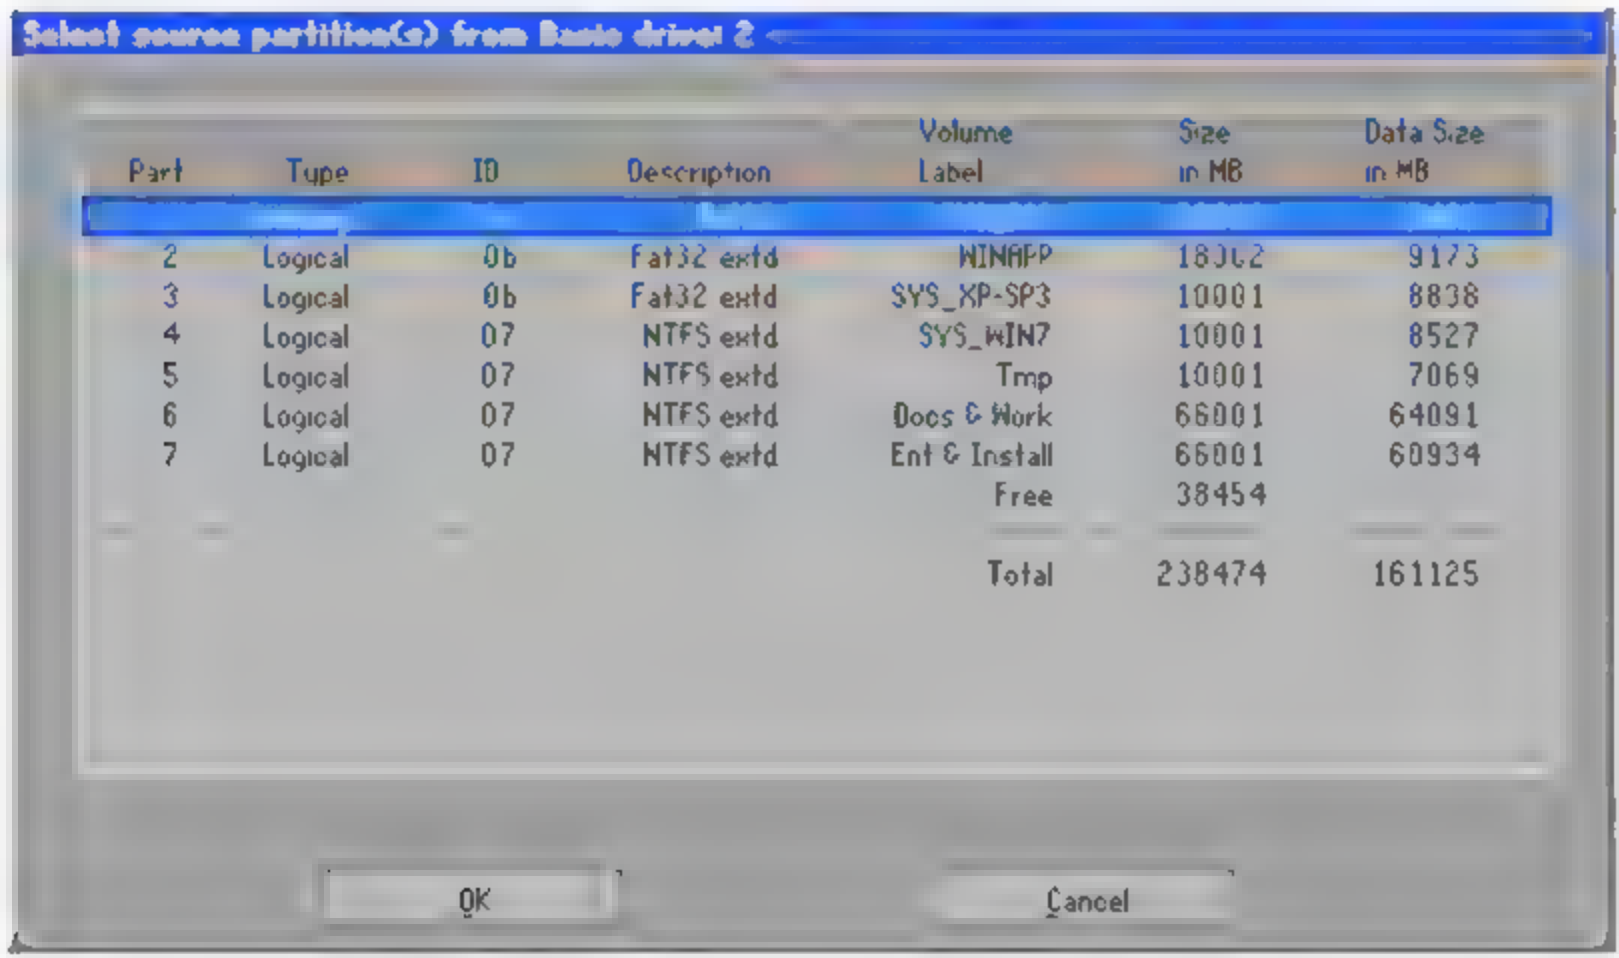 Select source partition(s) from Basic drive: 2
Volume Size Data Size
Part Type ID Description Label in MB in MB
2 Logical 0b Fat32 extd WINAPP 9173
3 Logical 0b Fat32 extd SYS_XP-SP3 10001 8838
4 Logical 07 NTFS extd SYS_WIN7 10001 8527
5 Logical 07 NTFS extd Tmp 10001 7069
6 Logical 07 NTFS extd Docs & Work 66001 64091
7 Logical 07 NTFS extd Ent & Install 66001 60934
Free 38454
Total 238474 161125
OK Cancel